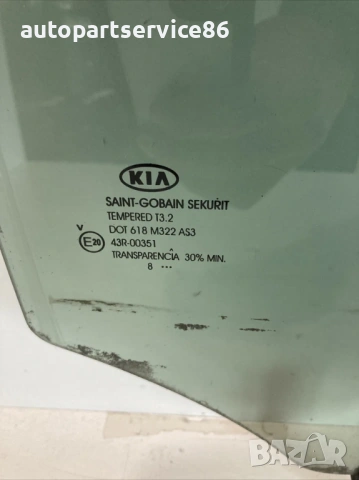 autopartservice86
KIA
SAINT-GOBAIN SEKURIT
TEMPERED T3.2
DOT 618 M322 AS3
V
E20
43R-00351
TRANSPARENCIA 30% MIN.
8 ...
BAZAR